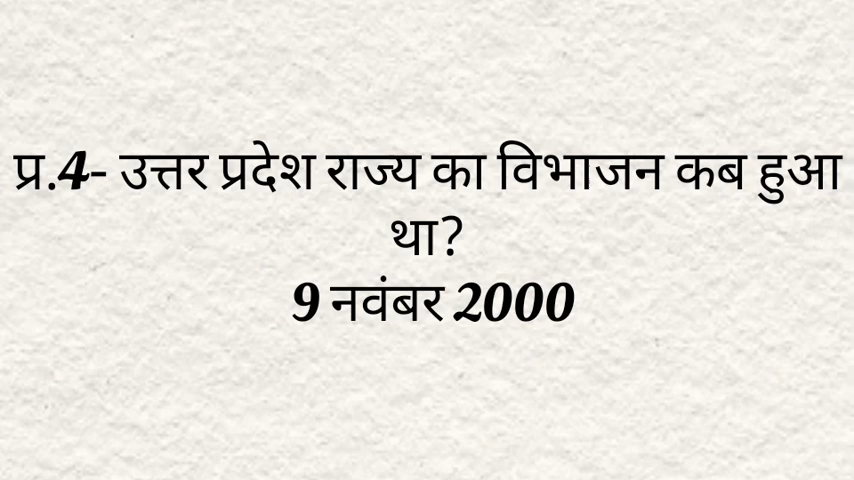 प्र.4- उत्तर प्रदेश राज्य का विभाजन कब हुआ
था?
9 नवंबर 2000